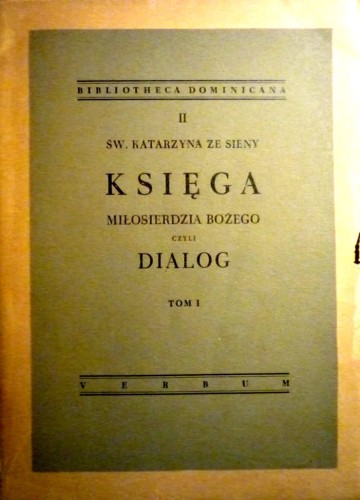 BIBLIOTHECA DOMINICANA
II
ŚW. KATARZYNA ZE SIENY
KSIĘGA
MIŁOSIERDZIA BOŻEGO
CZYLI
DIALOG
TOM I
VERBUM